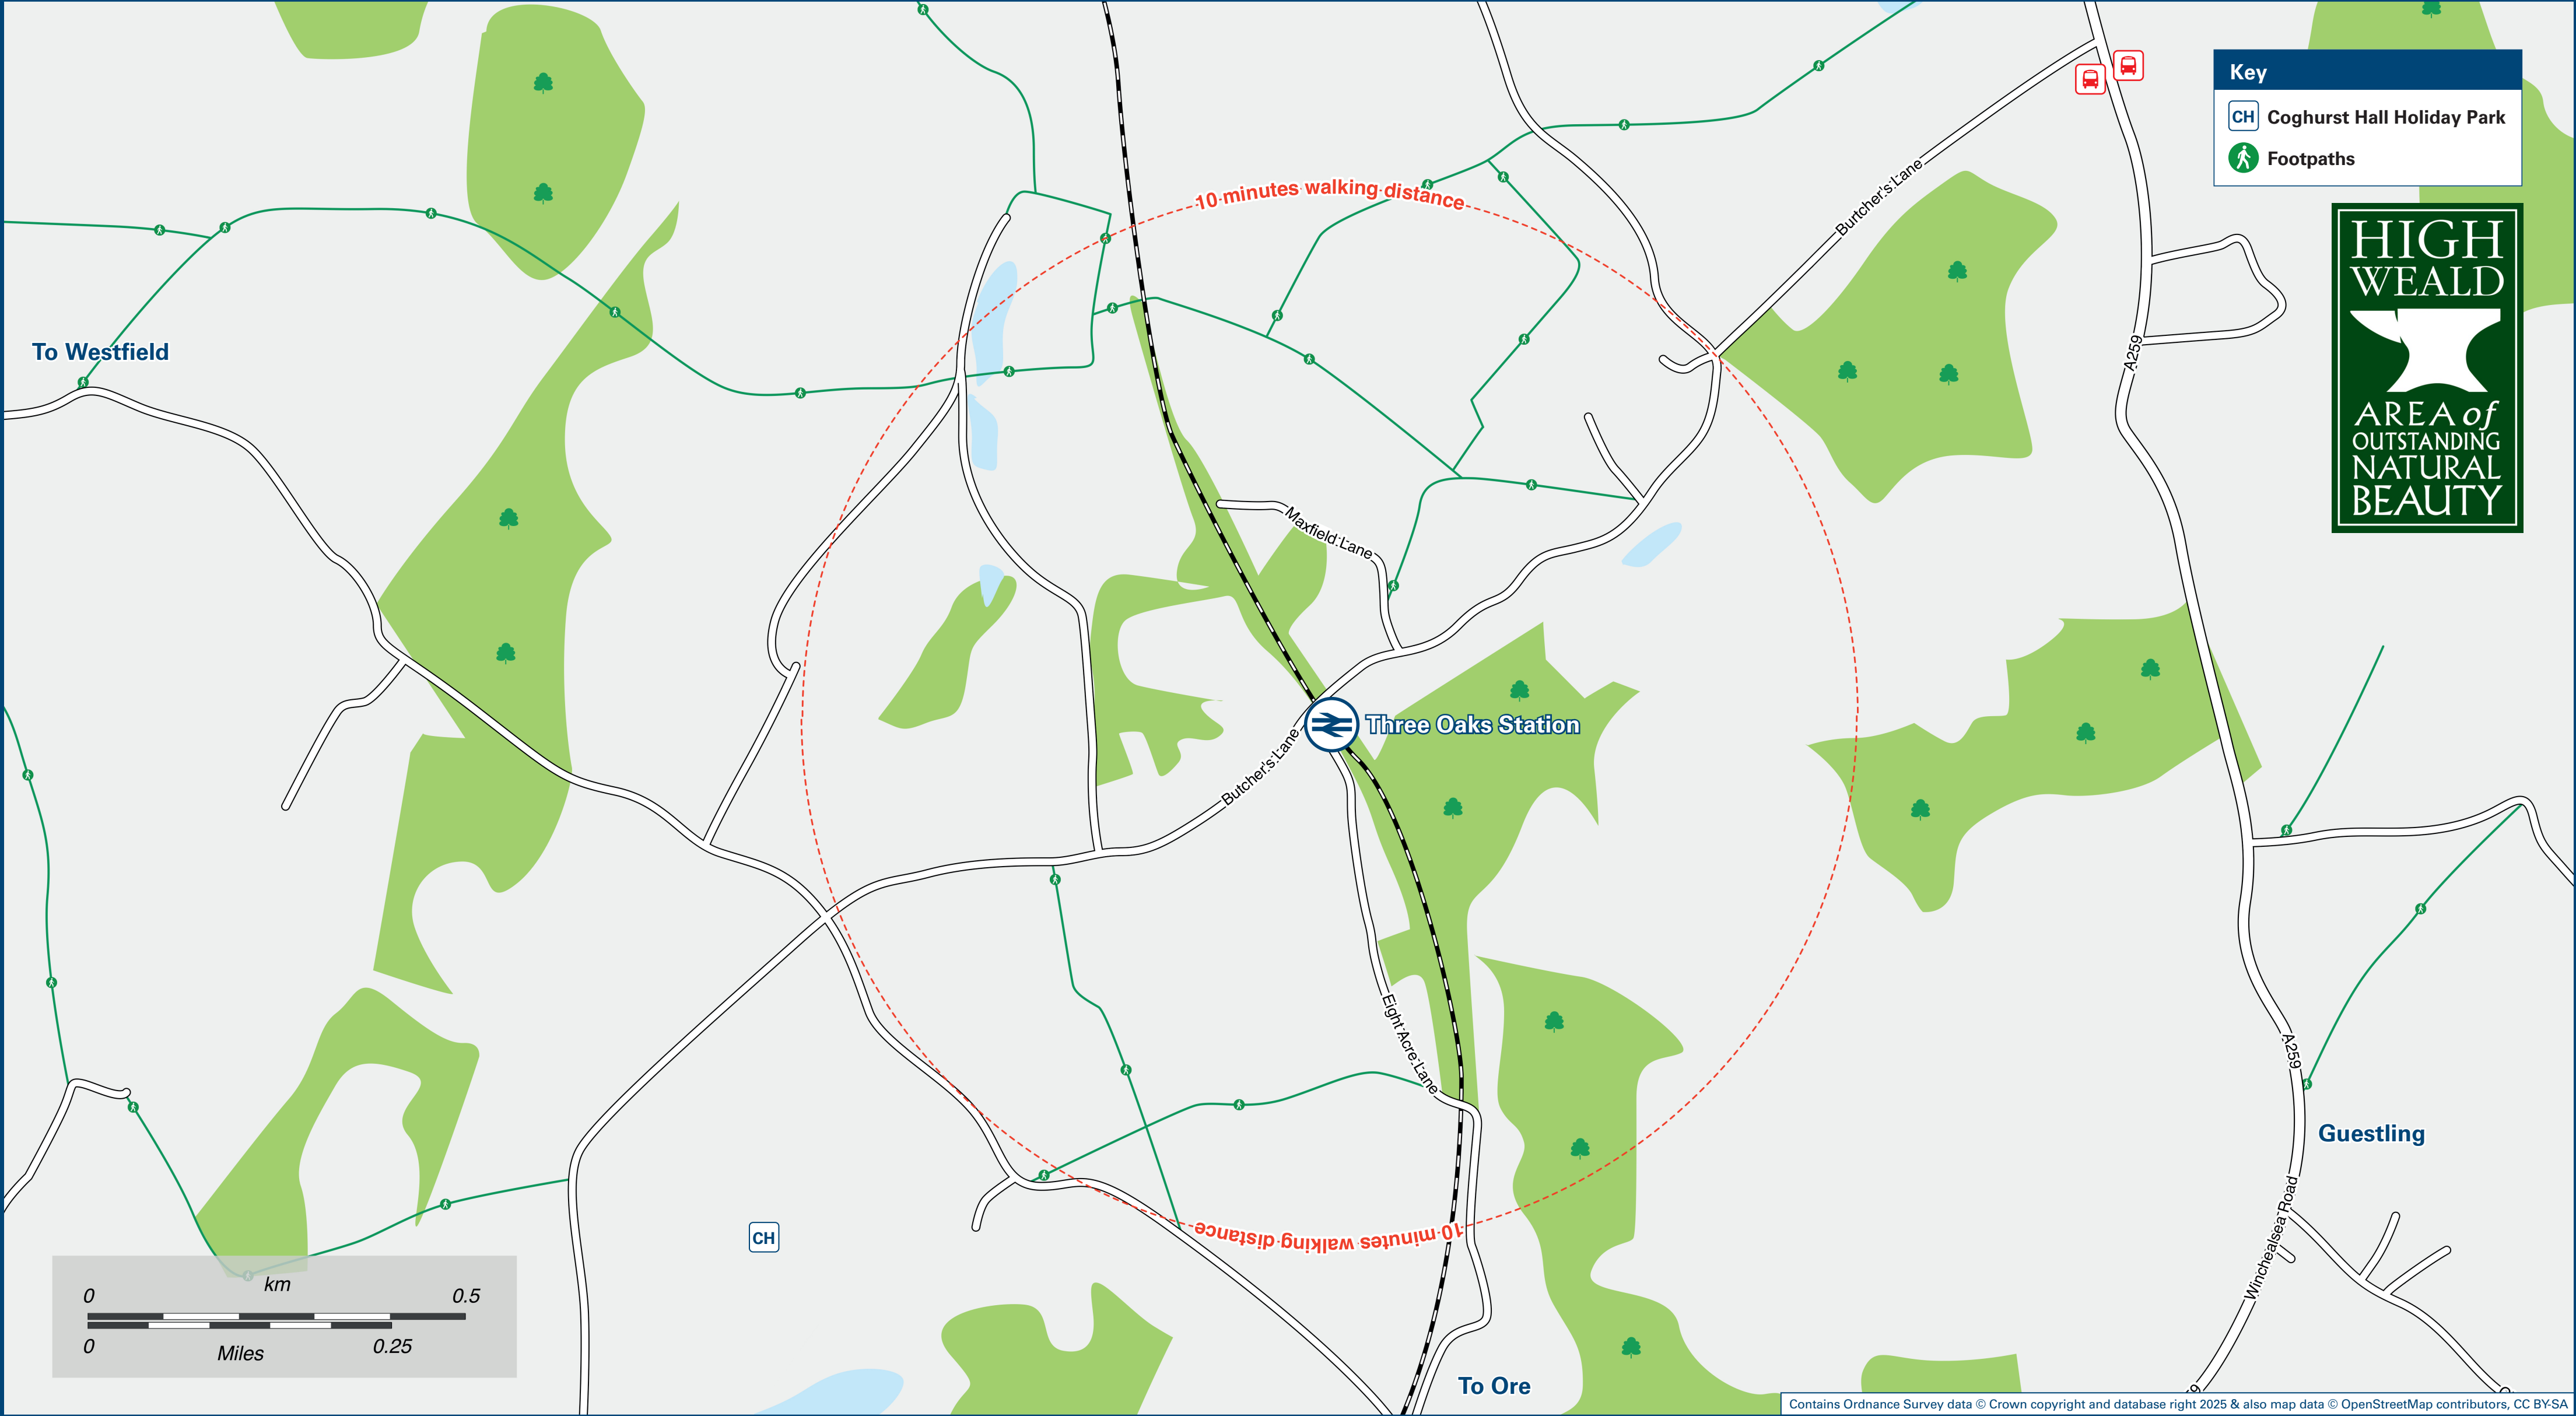 10 minutes walking distance
Burtcher's Lane
Key
CH Coghurst Hall Holiday Park
Footpaths
HIGH
WEALD
AREA of
OUTSTANDING
NATURAL
BEAUTY
To Westfield
A259
Maxfield Lane
Three Oaks Station
Butcher's Lane
Eight Acre Lane
A259
Guestling
Winchealsea Road
CH
10 minutes walking distance
km
0 0.5
0 0.25
Miles
To Ore
9
Contains Ordnance Survey data © Crown copyright and database right 2025 & also map data © OpenStreetMap contributors, CC BY-SA